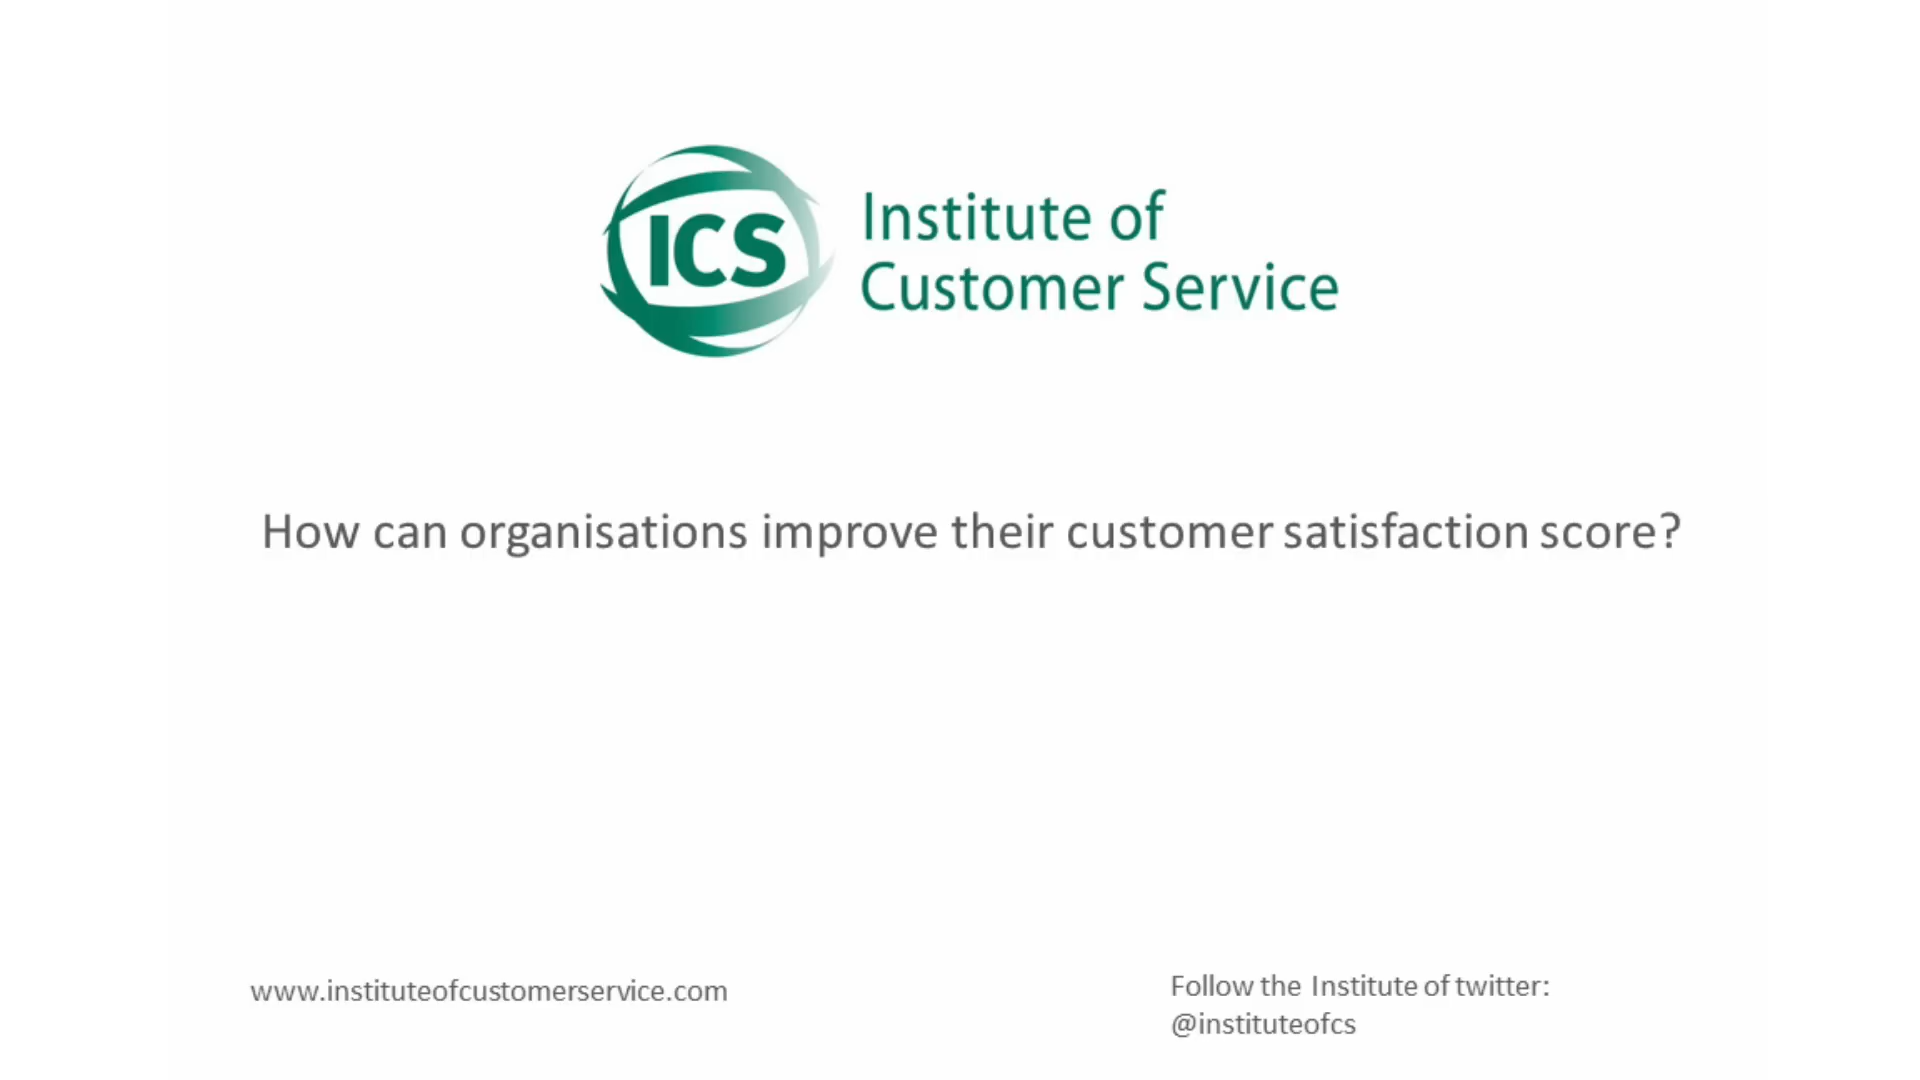 ICS
Institute of
Customer Service
How can organisations improve their customer satisfaction score?
www.instituteofcustomerservice.com
Follow the Institute of twitter:
@instituteofcs